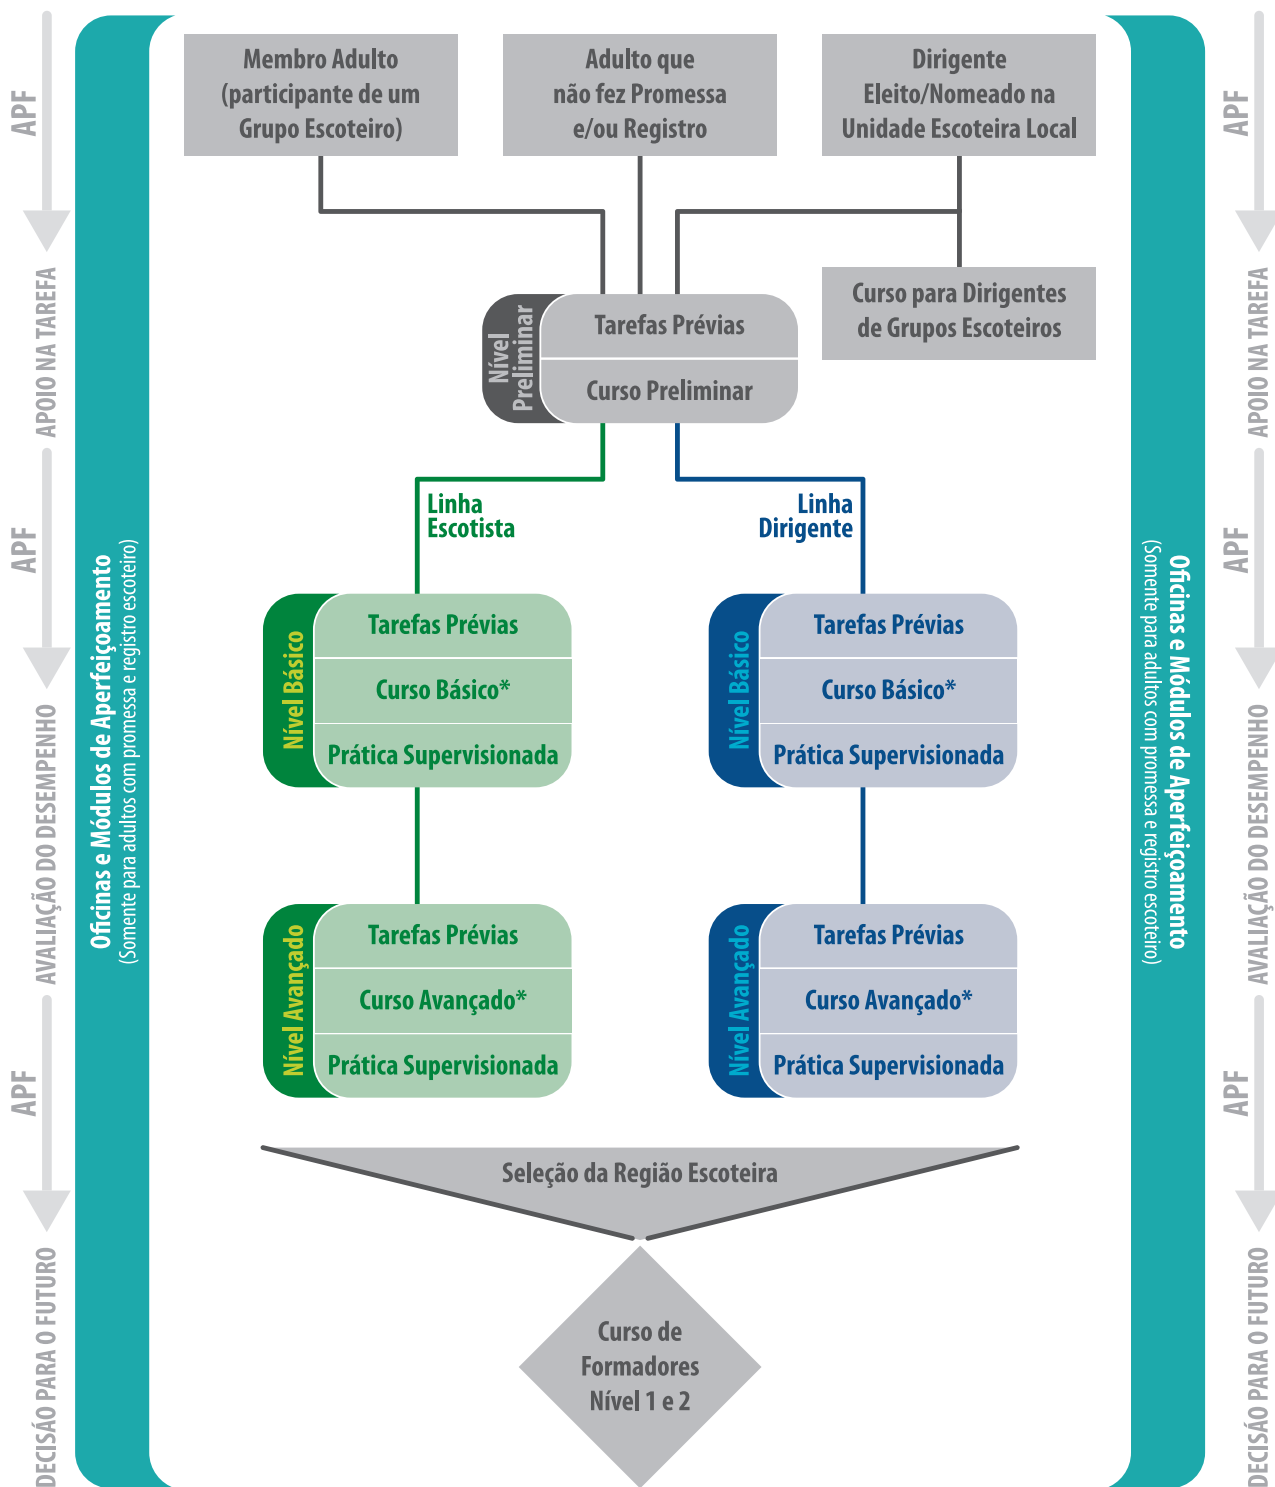 APF
APOIO NA TAREFA
APF
AVALIAÇÃO DO DESEMPENHO
APF
DECISÃO PARA O FUTURO
Oficinas e Módulos de Aperfeiçoamento
(Somente para adultos com promessa e registro escoteiro)
Membro Adulto
(participante de um
Grupo Escoteiro)
Adulto que
não fez Promessa
e/ou Registro
Dirigente
Eleito/Nomeado na
Unidade Escoteira Local
Curso para Dirigentes
de Grupos Escoteiros
Nível
Preliminar
Tarefas Prévias
Curso Preliminar
Linha
Escotista
Linha
Dirigente
Nível Básico
Tarefas Prévias
Curso Básico*
Prática Supervisionada
Nível Básico
Tarefas Prévias
Curso Básico*
Prática Supervisionada
Nível Avançado
Tarefas Prévias
Curso Avançado*
Prática Supervisionada
Nível Avançado
Tarefas Prévias
Curso Avançado*
Prática Supervisionada
Seleção da Região Escoteira
Curso de
Formadores
Nível 1 e 2
Oficinas e Módulos de Aperfeiçoamento
(Somente para adultos com promessa e registro escoteiro)
APF
APOIO NA TAREFA
APF
AVALIAÇÃO DO DESEMPENHO
APF
DECISÃO PARA O FUTURO